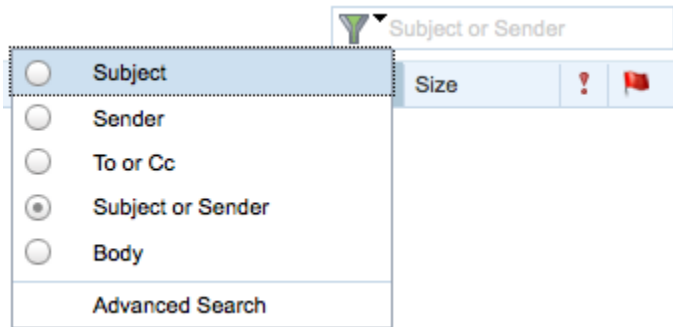 Subject or Sender
Subject
Size
Sender
To or Cc
Subject or Sender
Body
Advanced Search